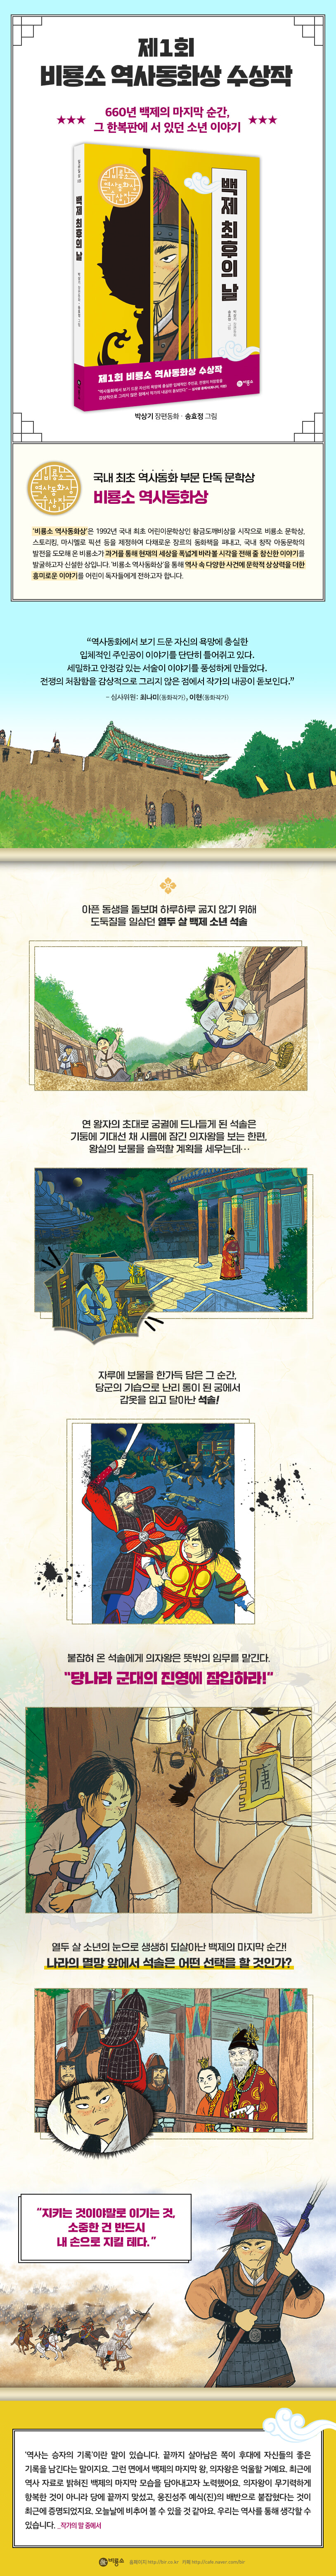 제1회
비룡소 역사동화상 수상작
660년 백제의 마지막 순간,
그 한복판에 서 있던 소년 이야기
백제 최후의 날
백제 최후의 날
제1회 비룡소 역사동화상 수상작
비룡소
박상기 장편동화 · 송효정 그림
국내 최초 역사동화 부문 단독 문학상
비룡소 역사동화상
'비룡소 역사동화상'은 1992년 국내 최초 어린이문학상인 황금도깨비상을 시작으로 비룡소 문학상,
스토리킹, 마시멜로 픽션 등을 제정하여 다채로운 장르의 동화책을 펴내고, 국내 창작 아동문학의
발전을 도모해 온 비룡소가 과거를 통해 현재의 세상을 폭넓게 바라볼 시각을 전해 줄 참신한 이야기를
발굴하고자 신설한 상입니다. '비룡소 역사동화상'을 통해 역사 속 다양한 사건에 문학적 상상력을 더한
흥미로운 이야기를 어린이 독자들에게 전하고자 합니다.
“역사동화에서 보기 드문 자신의 욕망에 충실한
입체적인 주인공이 이야기를 단단히 틀어쥐고 있다.
세밀하고 안정감 있는 서술이 이야기를 풍성하게 만들었다.
전쟁의 처참함을 감상적으로 그리지 않은 점에서 작가의 내공이 돋보인다.”
- 심사위원: 최나미(동화작가), 이현(동화작가)
아픈 동생을 돌보며 하루하루 굶지 않기 위해
도둑질을 일삼던 열두 살 백제 소년 석솔
연 왕자의 초대로 궁궐에 드나들게 된 석솔은
기둥에 기대선 채 시름에 잠긴 의자왕을 보는 한편,
왕실의 보물을 슬쩍할 계획을 세우는데…
자루에 보물을 한가득 담은 그 순간,
당군의 기습으로 난리 통이 된 궁에서
갑옷을 입고 달아난 석솔!
붙잡혀 온 석솔에게 의자왕은 뜻밖의 임무를 맡긴다.
"당나라 군대의 진영에 잠입하라!"
唐
열두 살 소년의 눈으로 생생히 되살아난 백제의 마지막 순간!
나라의 멸망 앞에서 석솔은 어떤 선택을 할 것인가?
“지키는 것이야말로 이기는 것,
소중한 건 반드시
내 손으로 지킬 테다.”
'역사는 승자의 기록'이란 말이 있습니다. 끝까지 살아남은 쪽이 후대에 자신들의 좋은
기록을 남긴다는 말이지요. 그런 면에서 백제의 마지막 왕, 의자왕은 억울할 거예요. 최근에
역사 자료로 밝혀진 백제의 마지막 모습을 담아내고자 노력했어요. 의자왕이 무기력하게
항복한 것이 아니라 당에 끝까지 맞섰고, 웅진성주 예식(진)의 배반으로 붙잡혔다는 것이
최근에 증명되었지요. 오늘날에 비추어 볼 수 있을 것 같아요. 우리는 역사를 통해 생각할 수
있습니다. _작가의 말 중에서
비룡소 홈페이지 http://bir.co.kr 카페 http://cafe.naver.com/bir